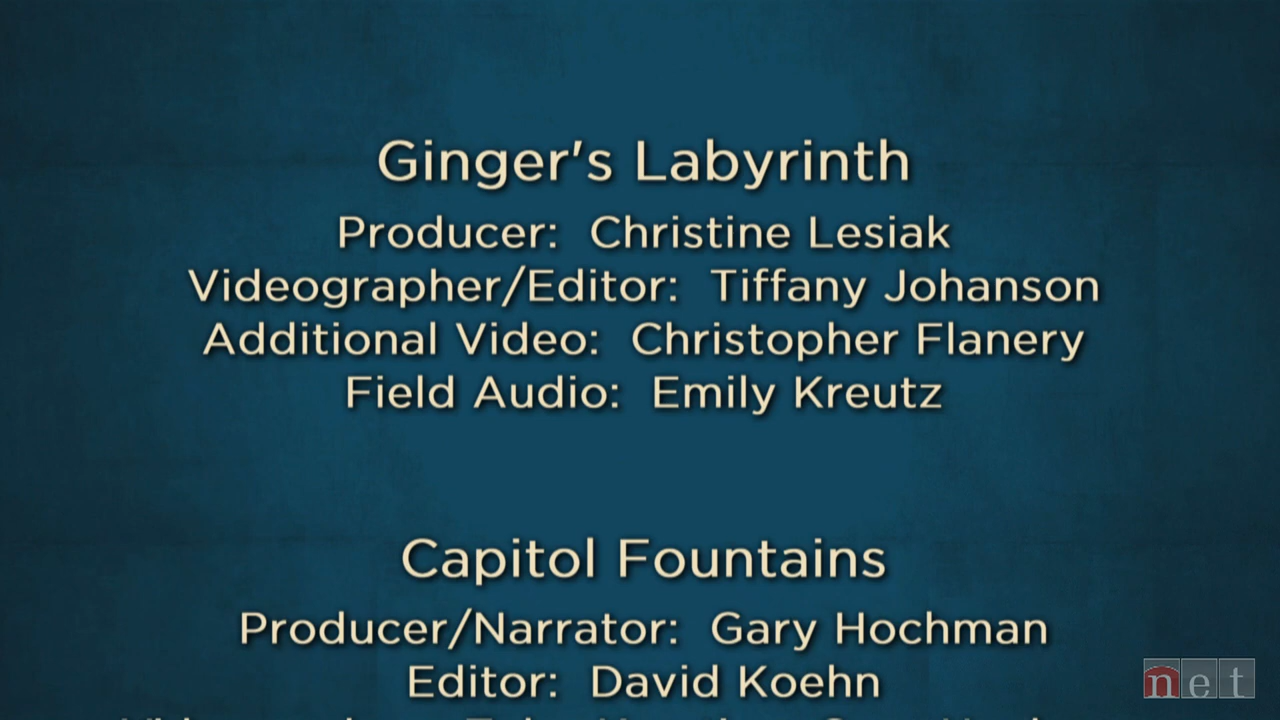 Ginger's Labyrinth
Producer: Christine Lesiak
Videographer/Editor: Tiffany Johanson
Additional Video: Christopher Flanery
Field Audio: Emily Kreutz
Capitol Fountains
Producer/Narrator: Gary Hochman
Editor: David Koehn
net